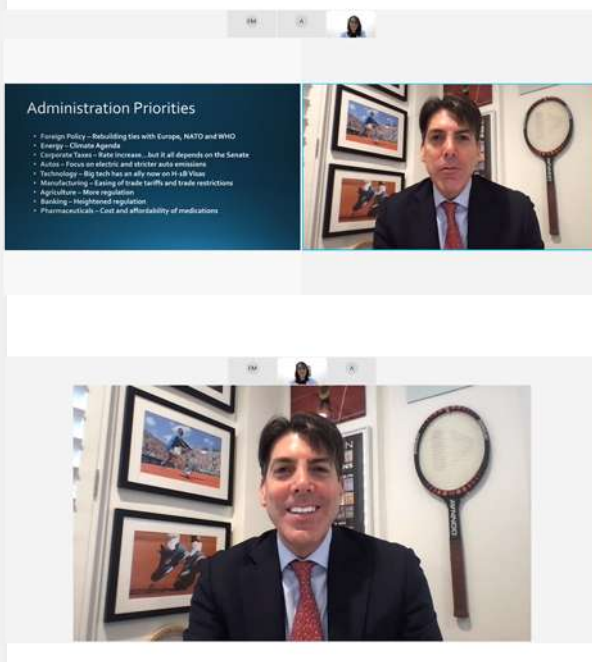 HM
A
Administration Priorities
• Foreign Policy – Rebuilding ties with Europe, NATO and WHO
• Energy – Climate Agenda
• Corporate Taxes – Rate Increase...but it all depends on the Senate
• Autos – Focus on electric and stricter auto emissions
• Technology – Big tech has an ally now on H-1B Visas
• Manufacturing – Easing of trade tariffs and trade restrictions
• Agriculture – More regulation
• Banking – Heightened regulation
• Pharmaceuticals – Cost and affordability of medications
HM
A